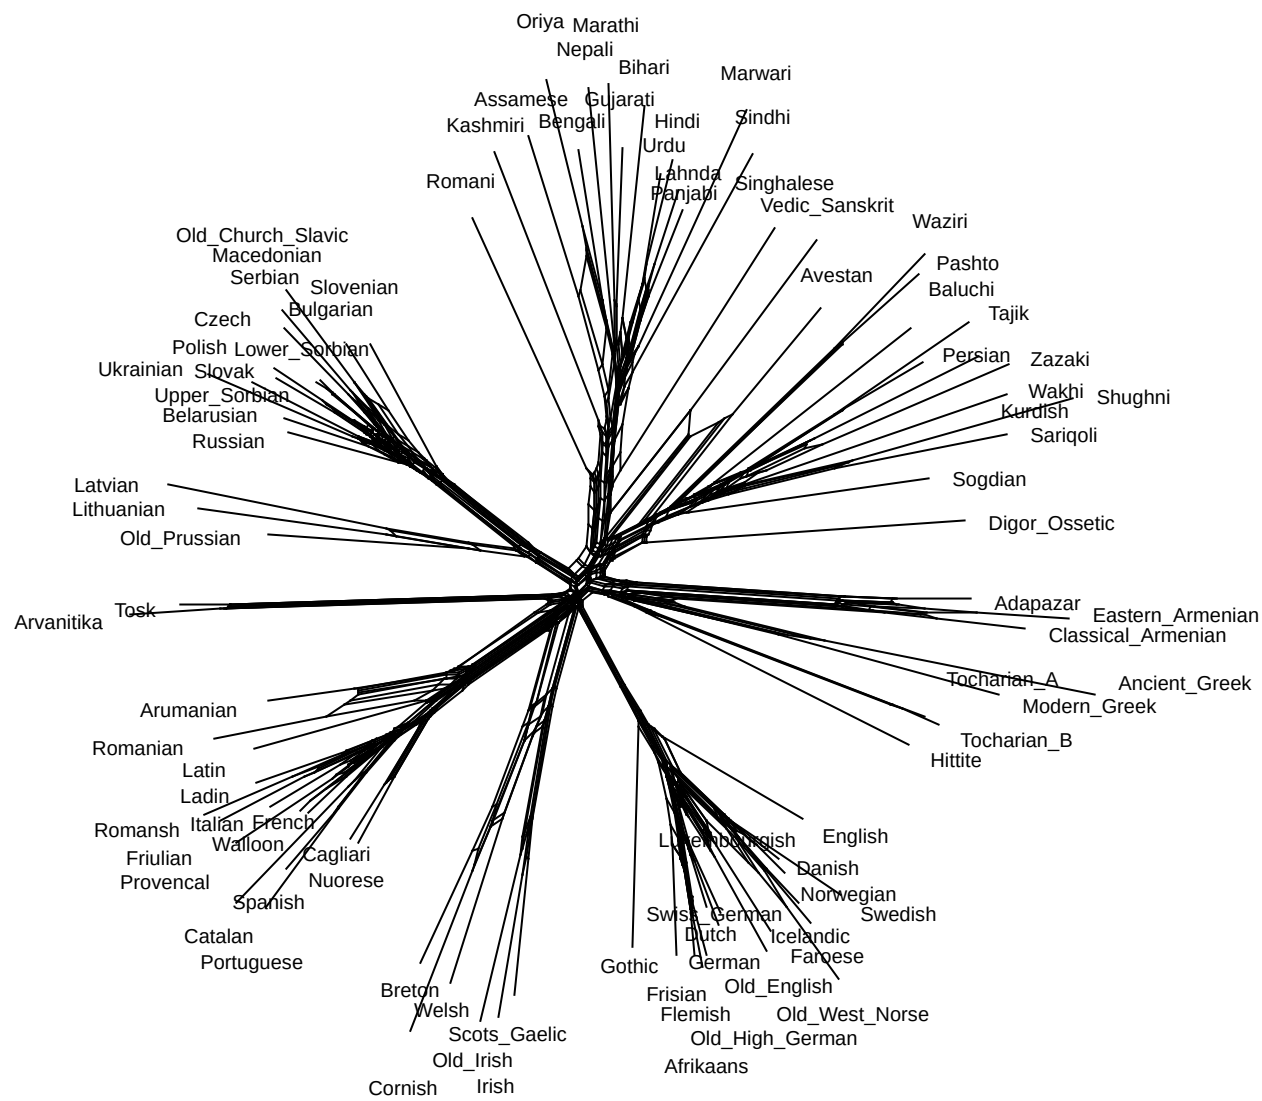 Oriya
Marathi
Nepali
Bihari
Marwari
Assamese
Gujarati
Kashmiri
Bengali
Hindi
Sindhi
Urdu
Romani
Lahnda
Panjabi
Singhalese
Vedic_Sanskrit
Waziri
Old_Church_Slavic
Macedonian
Serbian
Slovenian
Bulgarian
Avestan
Pashto
Baluchi
Czech
Tajik
Polish
Lower_Sorbian
Ukrainian
Slovak
Persian
Zazaki
Upper_Sorbian
Wakhi
Shughni
Belarusian
Kurdish
Russian
Sariqoli
Latvian
Sogdian
Lithuanian
Digor_Ossetic
Old_Prussian
Tosk
Adapazar
Arvanitika
Eastern_Armenian
Classical_Armenian
Tocharian_A
Ancient_Greek
Arumanian
Modern_Greek
Romanian
Tocharian_B
Latin
Hittite
Ladin
Romansh
Italian
French
Walloon
Luxembourgish
English
Friulian
Cagliari
Danish
Provencal
Nuorese
Norwegian
Spanish
Swiss_German
Swedish
Catalan
Dutch
Icelandic
Portuguese
Gothic
German
Faroese
Breton
Frisian
Old_English
Welsh
Flemish
Old_West_Norse
Scots_Gaelic
Old_High_German
Old_Irish
Afrikaans
Cornish
Irish